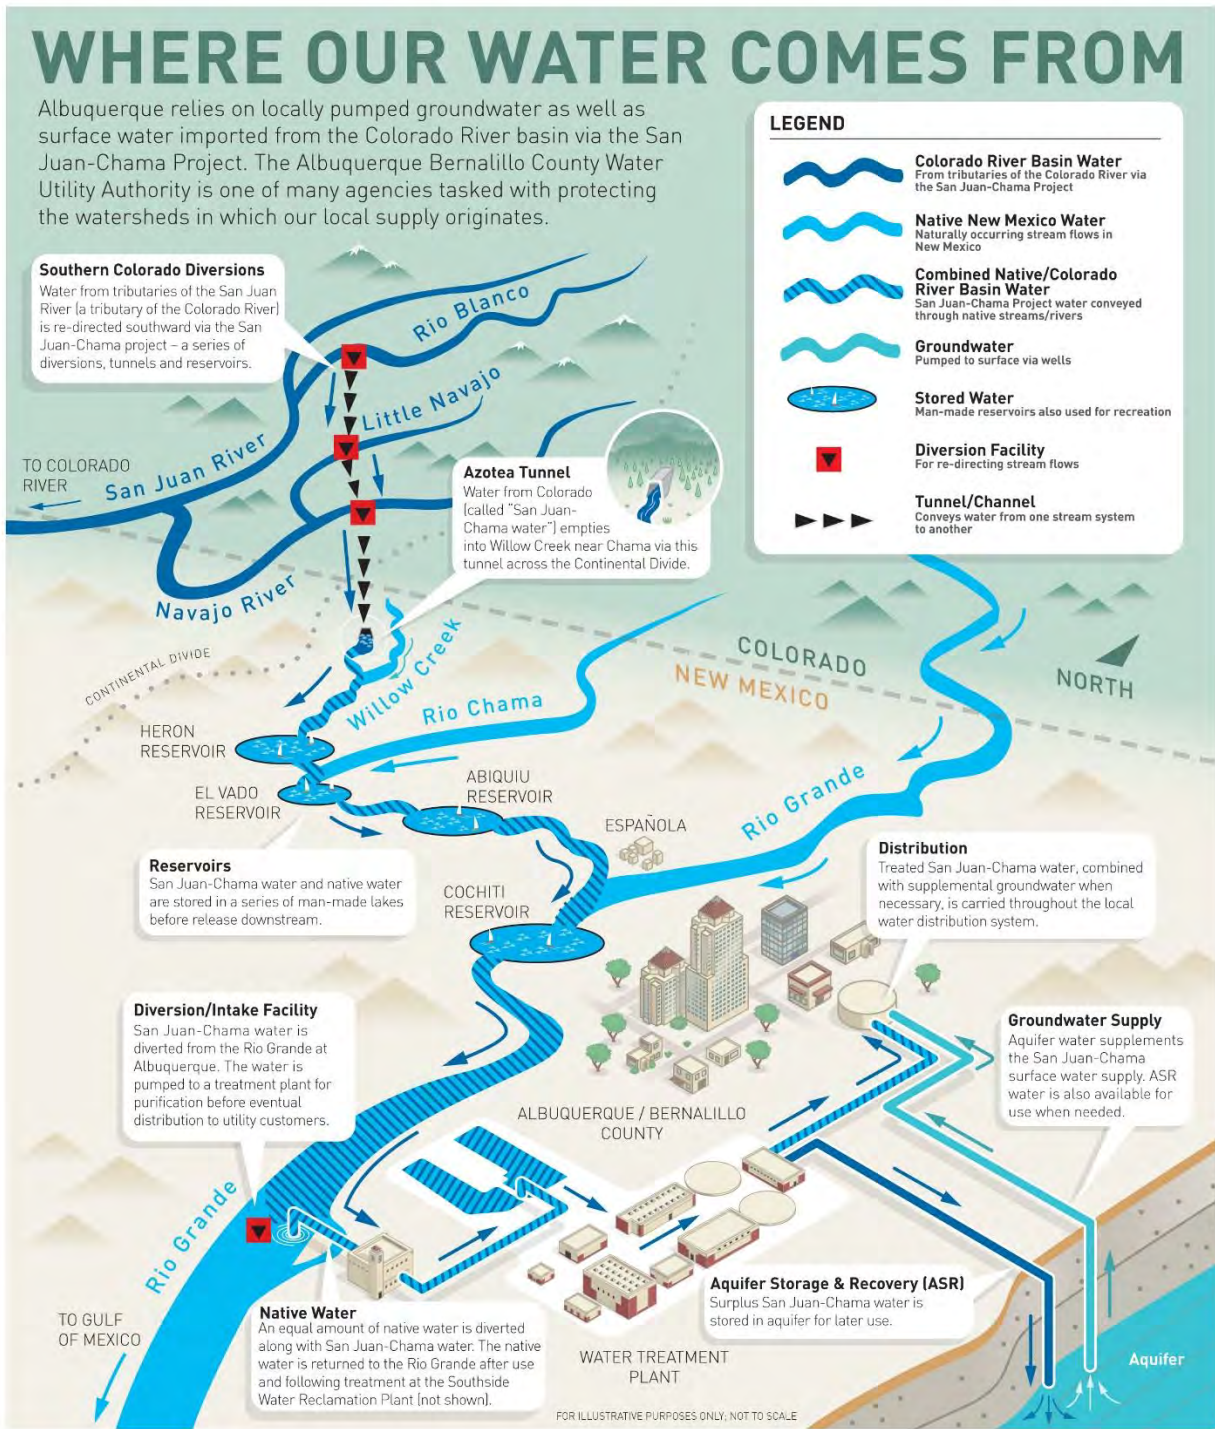 WHERE OUR WATER COMES FROM
Albuquerque relies on locally pumped groundwater as well as
surface water imported from the Colorado River basin via the San
Juan-Chama Project. The Albuquerque Bernalillo County Water
Utility Authority is one of many agencies tasked with protecting
the watersheds in which our local supply originates.
LEGEND
Colorado River Basin Water
From tributaries of the Colorado River via
the San Juan-Chama Project
Native New Mexico Water
Naturally occurring stream flows in
New Mexico
Combined Native/Colorado
River Basin Water
San Juan-Chama Project water conveyed
through native streams/rivers
Groundwater
Pumped to surface via wells
Stored Water
Man-made reservoirs also used for recreation
Diversion Facility
For re-directing stream flows
Tunnel/Channel
Conveys water from one stream system
to another
Southern Colorado Diversions
Water from tributaries of the San Juan
River (a tributary of the Colorado River)
is re-directed southward via the San
Juan-Chama project – a series of
diversions, tunnels and reservoirs.
Rio Blanco
Little Navajo
San Juan River
TO COLORADO
RIVER
Navajo River
Azotea Tunnel
Water from Colorado
(called "San Juan-
Chama water") empties
into Willow Creek near Chama via this
tunnel across the Continental Divide.
CONTINENTAL DIVIDE
Willow Creek
Rio Chama
COLORADO
NEW MEXICO
NORTH
HERON
RESERVOIR
EL VADO
RESERVOIR
ABIQUIU
RESERVOIR
ESPAÑOLA
Rio Grande
Reservoirs
San Juan-Chama water and native water
are stored in a series of man-made lakes
before release downstream.
COCHITI
RESERVOIR
Distribution
Treated San Juan-Chama water, combined
with supplemental groundwater when
necessary, is carried throughout the local
water distribution system.
Diversion/Intake Facility
San Juan-Chama water is
diverted from the Rio Grande at
Albuquerque. The water is
pumped to a treatment plant for
purification before eventual
distribution to utility customers.
Groundwater Supply
Aquifer water supplements
the San Juan-Chama
surface water supply. ASR
water is also available for
use when needed.
ALBUQUERQUE / BERNALILLO
COUNTY
Rio Grande
TO GULF
OF MEXICO
Native Water
An equal amount of native water is diverted
along with San Juan-Chama water. The native
water is returned to the Rio Grande after use
and following treatment at the Southside
Water Reclamation Plant (not shown).
Aquifer Storage & Recovery (ASR)
Surplus San Juan-Chama water is
stored in aquifer for later use.
WATER TREATMENT
PLANT
Aquifer
FOR ILLUSTRATIVE PURPOSES ONLY; NOT TO SCALE